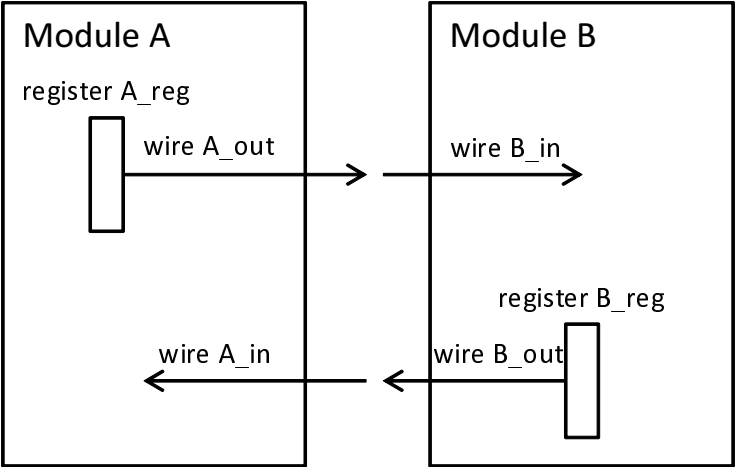 Module A
register A_reg
wire A_out
wire A_in
Module B
wire B_in
register B_reg
wire B_out